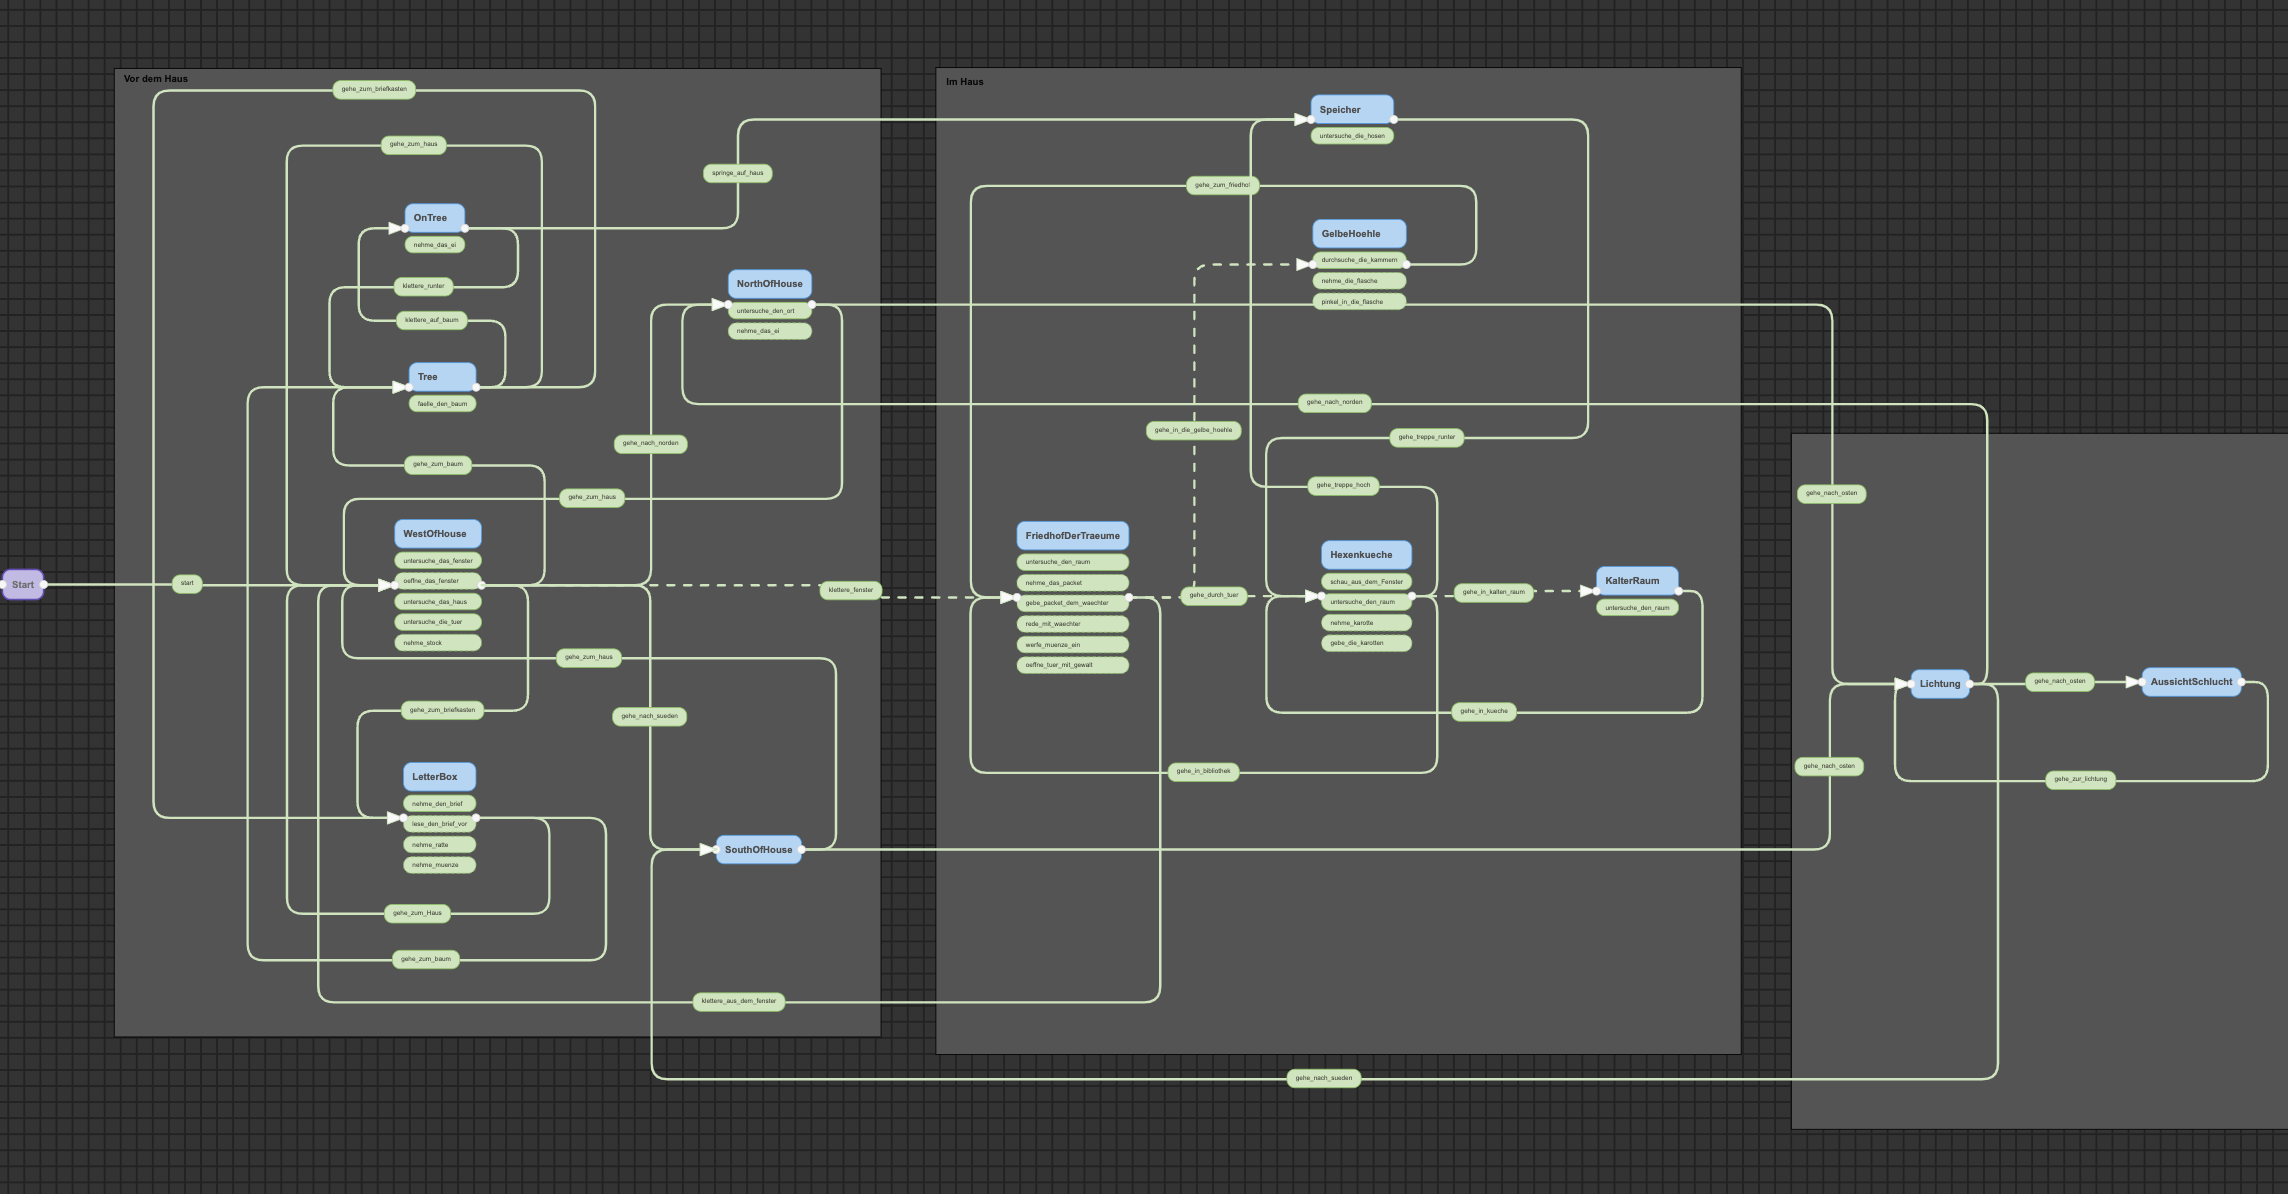 Vor dem Haus
gehe_zum_briefkasten
gehe_zum_haus
springe_auf_haus
OnTree
nehme_das_ei
klettere_runter
klettere_auf_baum
NorthOfHouse
untersuche_den_ort
nehme_das_ei
Tree
faelle_den_baum
gehe_nach_norden
gehe_zum_baum
gehe_zum_haus
WestOfHouse
untersuche_das_fenster
oeffne_das_fenster
untersuche_das_haus
untersuche_die_tuer
nehme_stock
Start
start
klettere_fenster
gehe_zum_haus
gehe_zum_briefkasten
gehe_nach_sueden
LetterBox
nehme_den_brief
lese_den_brief_vor
nehme_ratte
nehme_muenze
SouthOfHouse
gehe_zum_Haus
gehe_zum_baum
klettere_aus_dem_fenster
Im Haus
Speicher
untersuche_die_hosen
gehe_zum_friedhof
GelbeHoehle
durchsuche_die_kammern
nehme_die_flasche
pinkel_in_die_flasche
gehe_nach_norden
gehe_in_die_gelbe_hoehle
gehe_treppe_runter
gehe_treppe_hoch
FriedhofDerTraeume
untersuche_den_raum
nehme_das_packet
gebe_packet_dem_waechter
rede_mit_waechter
werfe_muenze_ein
oeffne_tuer_mit_gewalt
gehe_durch_tuer
Hexenkueche
schau_aus_dem_Fenster
untersuche_den_raum
nehme_karotte
gebe_die_karotten
gehe_in_kalten_raum
KalterRaum
untersuche_den_raum
gehe_in_kueche
gehe_in_bibliothek
gehe_nach_sueden
gehe_nach_osten
Lichtung
gehe_nach_osten
AussichtSchlucht
gehe_nach_osten
gehe_zur_lichtung